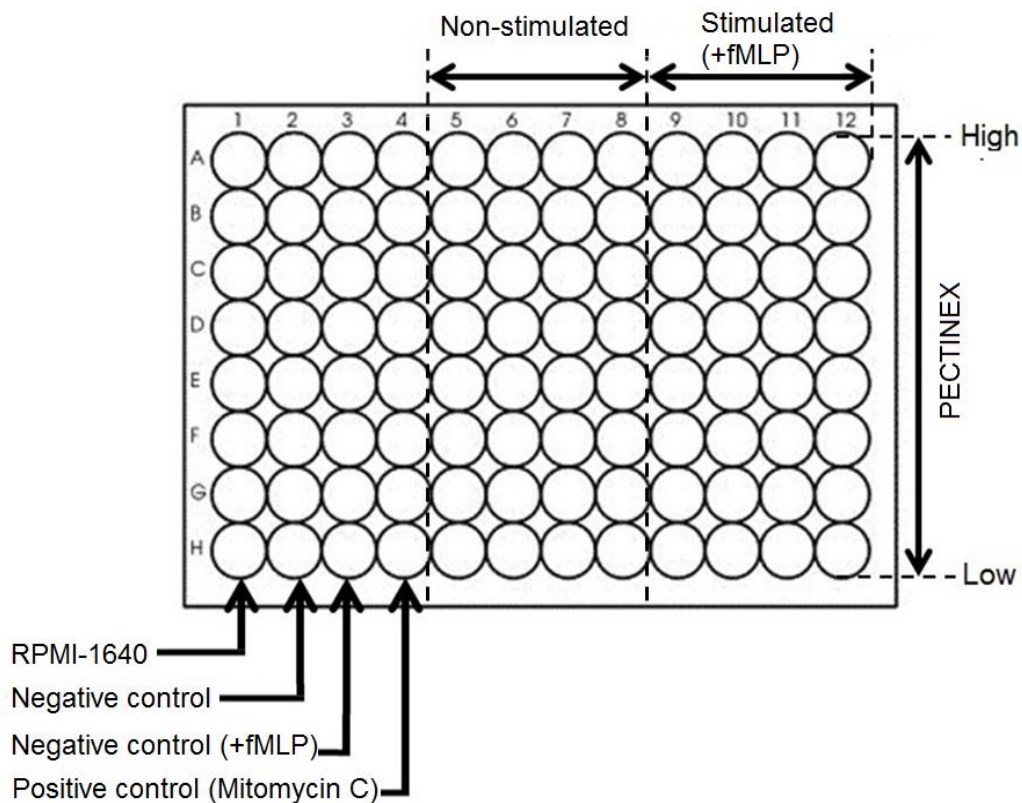 Non-stimulated
Stimulated
(+fMLP)
1 2 3 4 5 6 7 8 9 10 11 12
High
A
B
C
D
E
F
G
H
PECTINEX
Low
RPMI-1640
Negative control
Negative control (+fMLP)
Positive control (Mitomycin C)